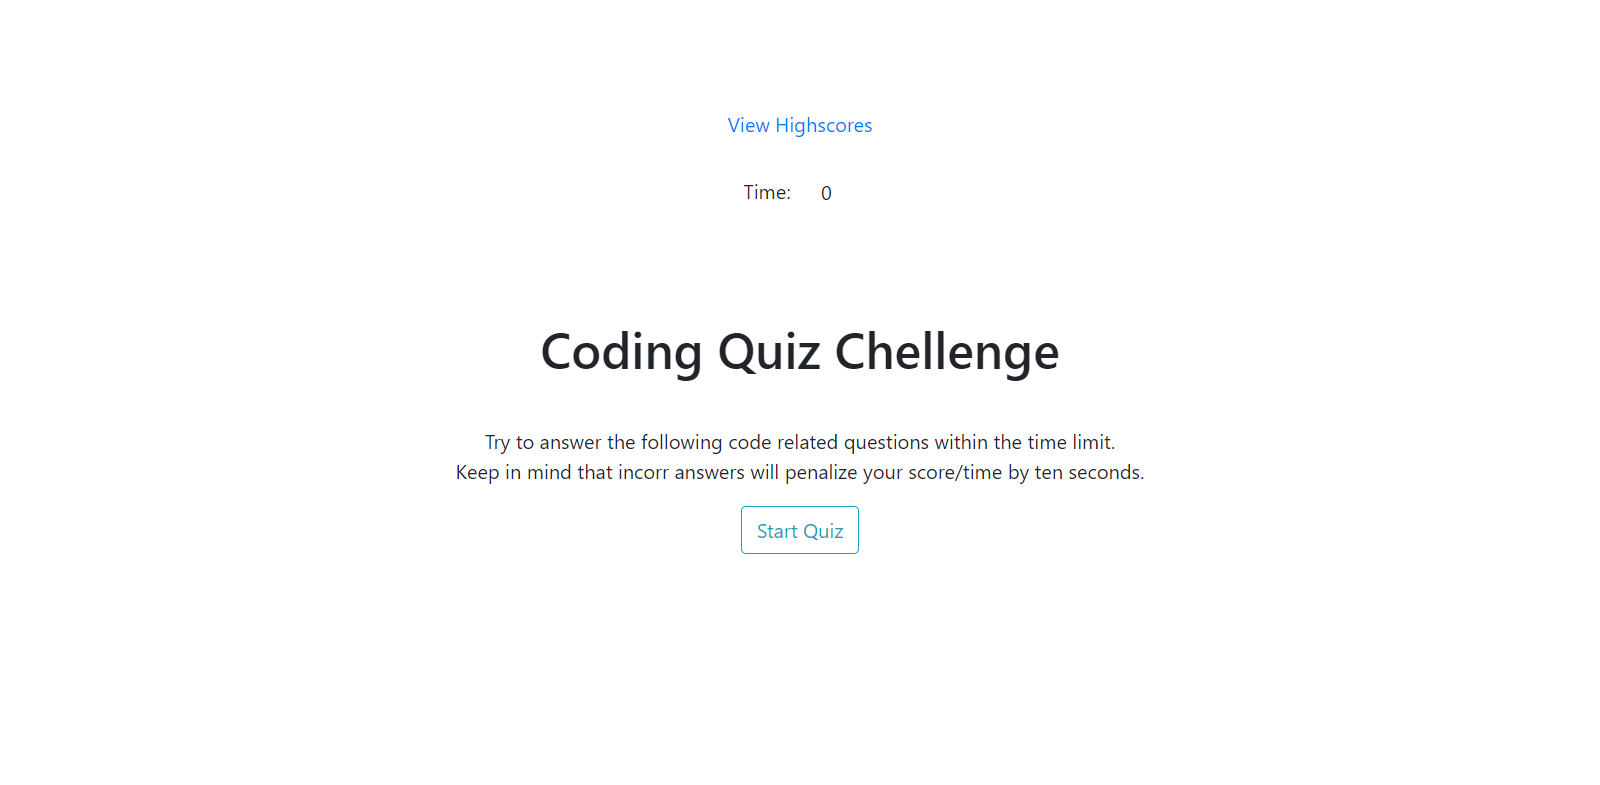 View Highscores
Time: 0
Coding Quiz Chellenge
Try to answer the following code related questions within the time limit.
Keep in mind that incorr answers will penalize your score/time by ten seconds.
Start Quiz